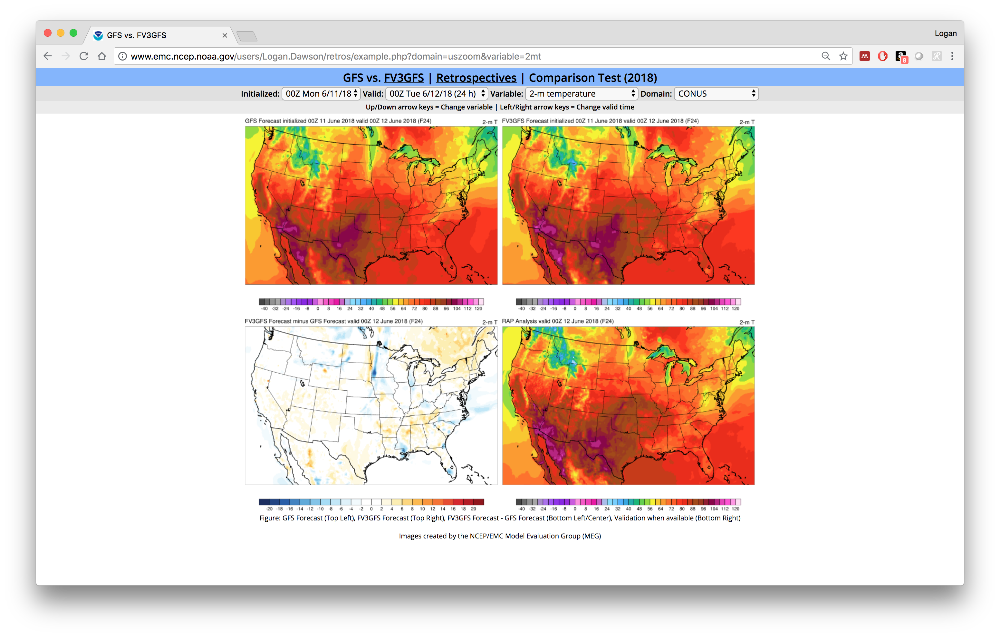 GFS vs. FV3GFS
Logan
www.emc.ncep.noaa.gov/users/Logan.Dawson/retros/example.php?domain=uszoom&variable=2mt
8
GFS vs. FV3GFS | Retrospectives | Comparison Test (2018)
Initialized: 00Z Mon 6/11/18 Valid: 00Z Tue 6/12/18 (24 h) Variable: 2-m temperature Domain: CONUS
Up/Down arrow keys = Change variable | Left/Right arrow keys = Change valid time
GFS Forecast initialized 00Z 11 June 2018 valid 00Z 12 June 2018 (F24) 2-m T
FV3GFS Forecast initialized 00Z 11 June 2018 valid 00Z 12 June 2018 (F24) 2-m T
-40 -32 -24 -16 -8 0 8 16 24 32 40 48 56 64 72 80 88 96 104 112 120
-40 -32 -24 -16 -8 0 8 16 24 32 40 48 56 64 72 80 88 96 104 112 120
FV3GFS Forecast minus GFS Forecast valid 00Z 12 June 2018 (F24) 2-m T
RAP Analysis valid 00Z 12 June 2018 (F24) 2-m T
-20 -18 -16 -14 -12 -10 -8 -6 -4 -2 0 2 4 6 8 10 12 14 16 18 20
-40 -32 -24 -16 -8 0 8 16 24 32 40 48 56 64 72 80 88 96 104 112 120
Figure: GFS Forecast (Top Left), FV3GFS Forecast (Top Right), FV3GFS Forecast - GFS Forecast (Bottom Left/Center), Validation when available (Bottom Right)
Images created by the NCEP/EMC Model Evaluation Group (MEG)